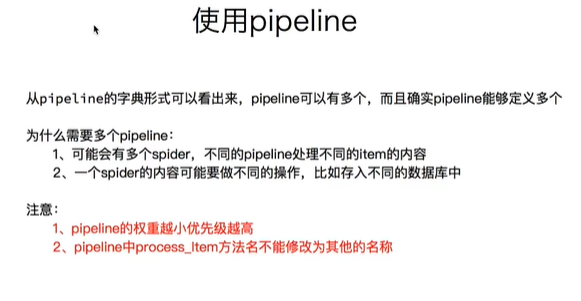 使用pipeline
从pipeline的字典形式可以看出来，pipeline可以有多个，而且确实pipeline能够定义多个
为什么需要多个pipeline：
1、可能会有多个spider，不同的pipeline处理不同的item的内容
2、一个spider的内容可能要做不同的操作，比如存入不同的数据库中
注意：
1、pipeline的权重越小优先级越高
2、pipeline中process_Item方法名不能修改为其他的名称